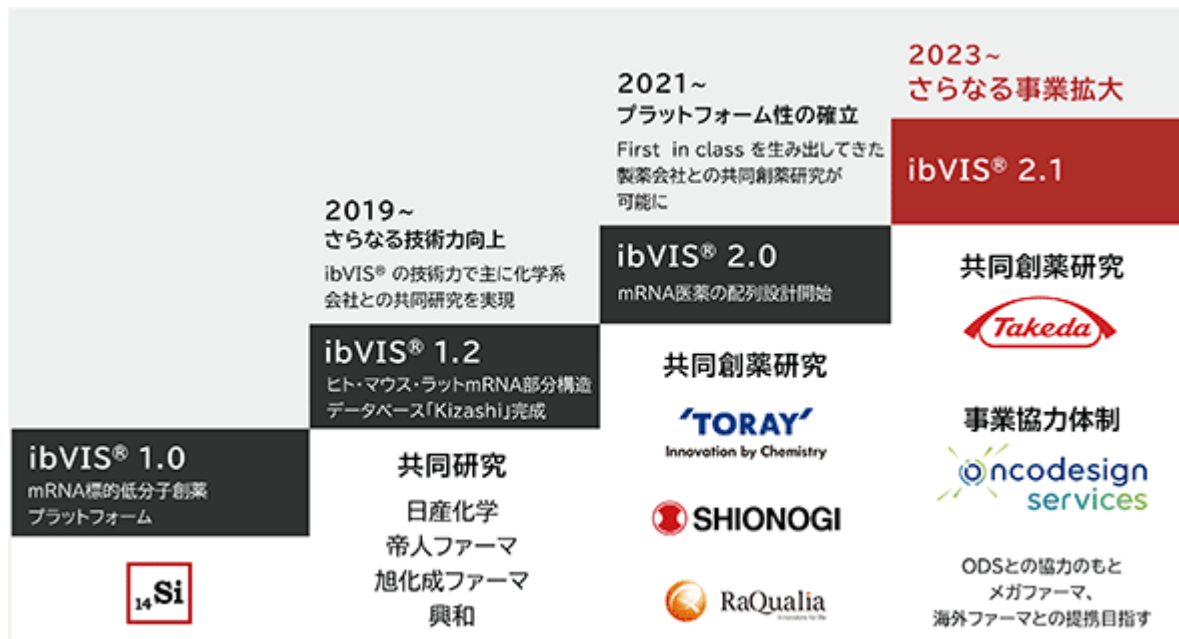 ibVIS® 1.0
mRNA標的低分子創薬
プラットフォーム
14Si
2019~
さらなる技術力向上
ibVIS® の技術力で主に化学系
会社との共同研究を実現
ibVIS® 1.2
ヒト・マウス・ラットmRNA部分構造
データベース「Kizashi」完成
共同研究
日産化学
帝人ファーマ
旭化成ファーマ
興和
2021~
プラットフォーム性の確立
First in class を生み出してきた
製薬会社との共同創薬研究が
可能に
ibVIS® 2.0
mRNA医薬の配列設計開始
共同創薬研究
'TORAY'
Innovation by Chemistry
SHIONOGI
RaQualia
2023~
さらなる事業拡大
ibVIS® 2.1
共同創薬研究
Takeda
事業協力体制
oncodesign
services
ODSとの協力のもと
メガファーマ、
海外ファーマとの提携目指す